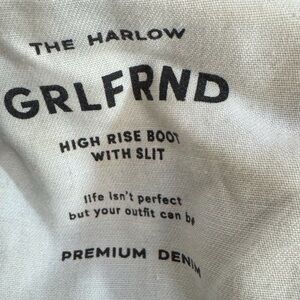 THE HARLOW
GRLFRND
HIGH RISE BOOT
WITH SLIT
life isn't perfect
but your outfit can be
PREMIUM DENIM